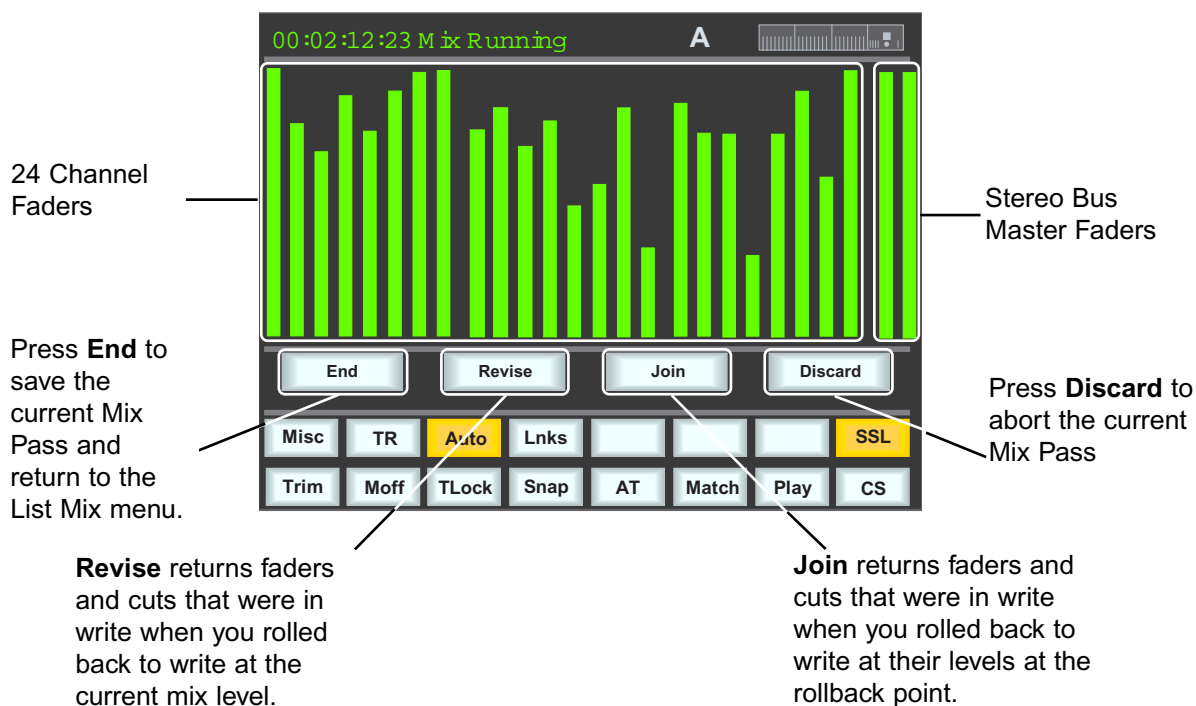 00:02:12:23 Mix Running
A
24 Channel
Faders
Stereo Bus
Master Faders
Press End to
save the
current Mix
Pass and
return to the
List Mix menu.
End Revise Join Discard
Press Discard to
abort the current
Mix Pass
Misc TR Auto Lnks SSL
Trim Moff TLock Snap AT Match Play CS
Revise returns faders
and cuts that were in
write when you rolled
back to write at the
current mix level.
Join returns faders and
cuts that were in write
when you rolled back to
write at their levels at the
rollback point.